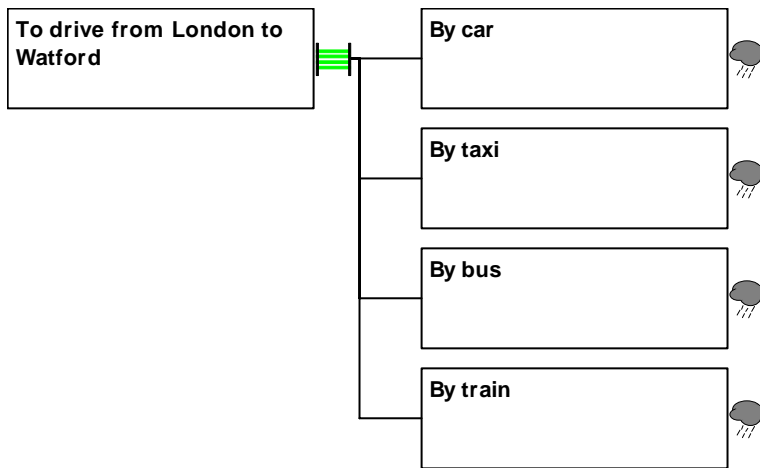 To drive from London to
Watford
By car
By taxi
By bus
By train